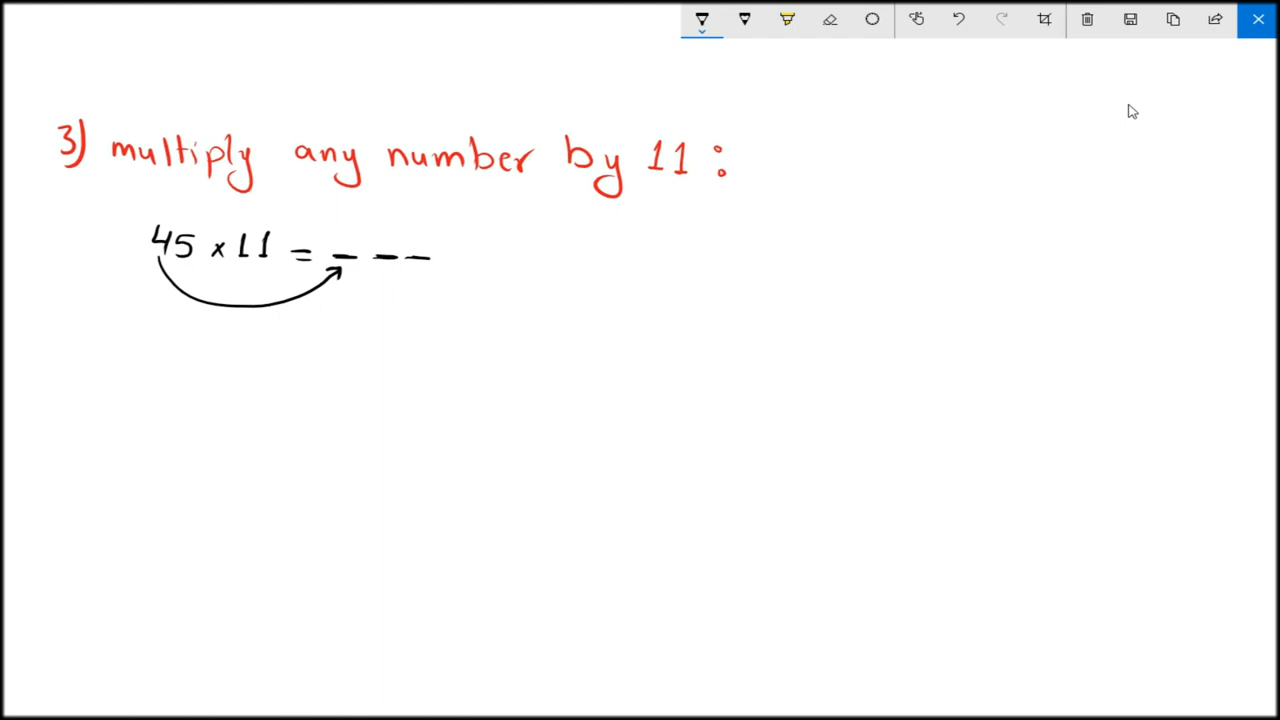 3) multiply any number by 11 :
45 × 11 = _ _ _